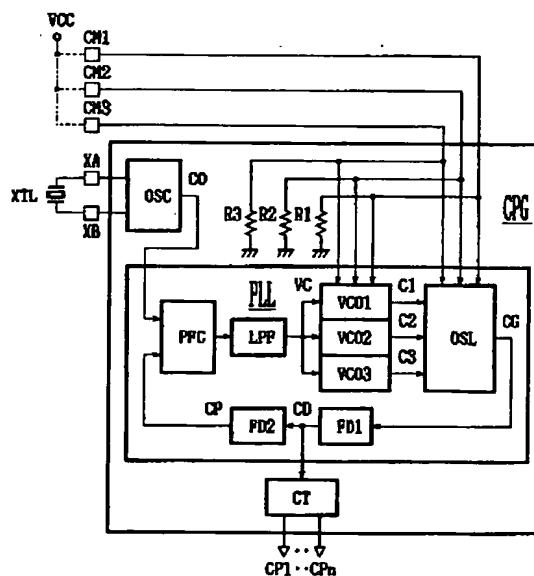 VCC
CM1
CM2
CM3
XA
XTL
XB
OSC
CO
R3 R2 R1
CPG
PLL
VC
PFC
LPF
VCO1
VCO2
VCO3
C1
C2
C3
OSL
CG
CP
FD2
CD
FD1
CT
CP1 ·· CPn